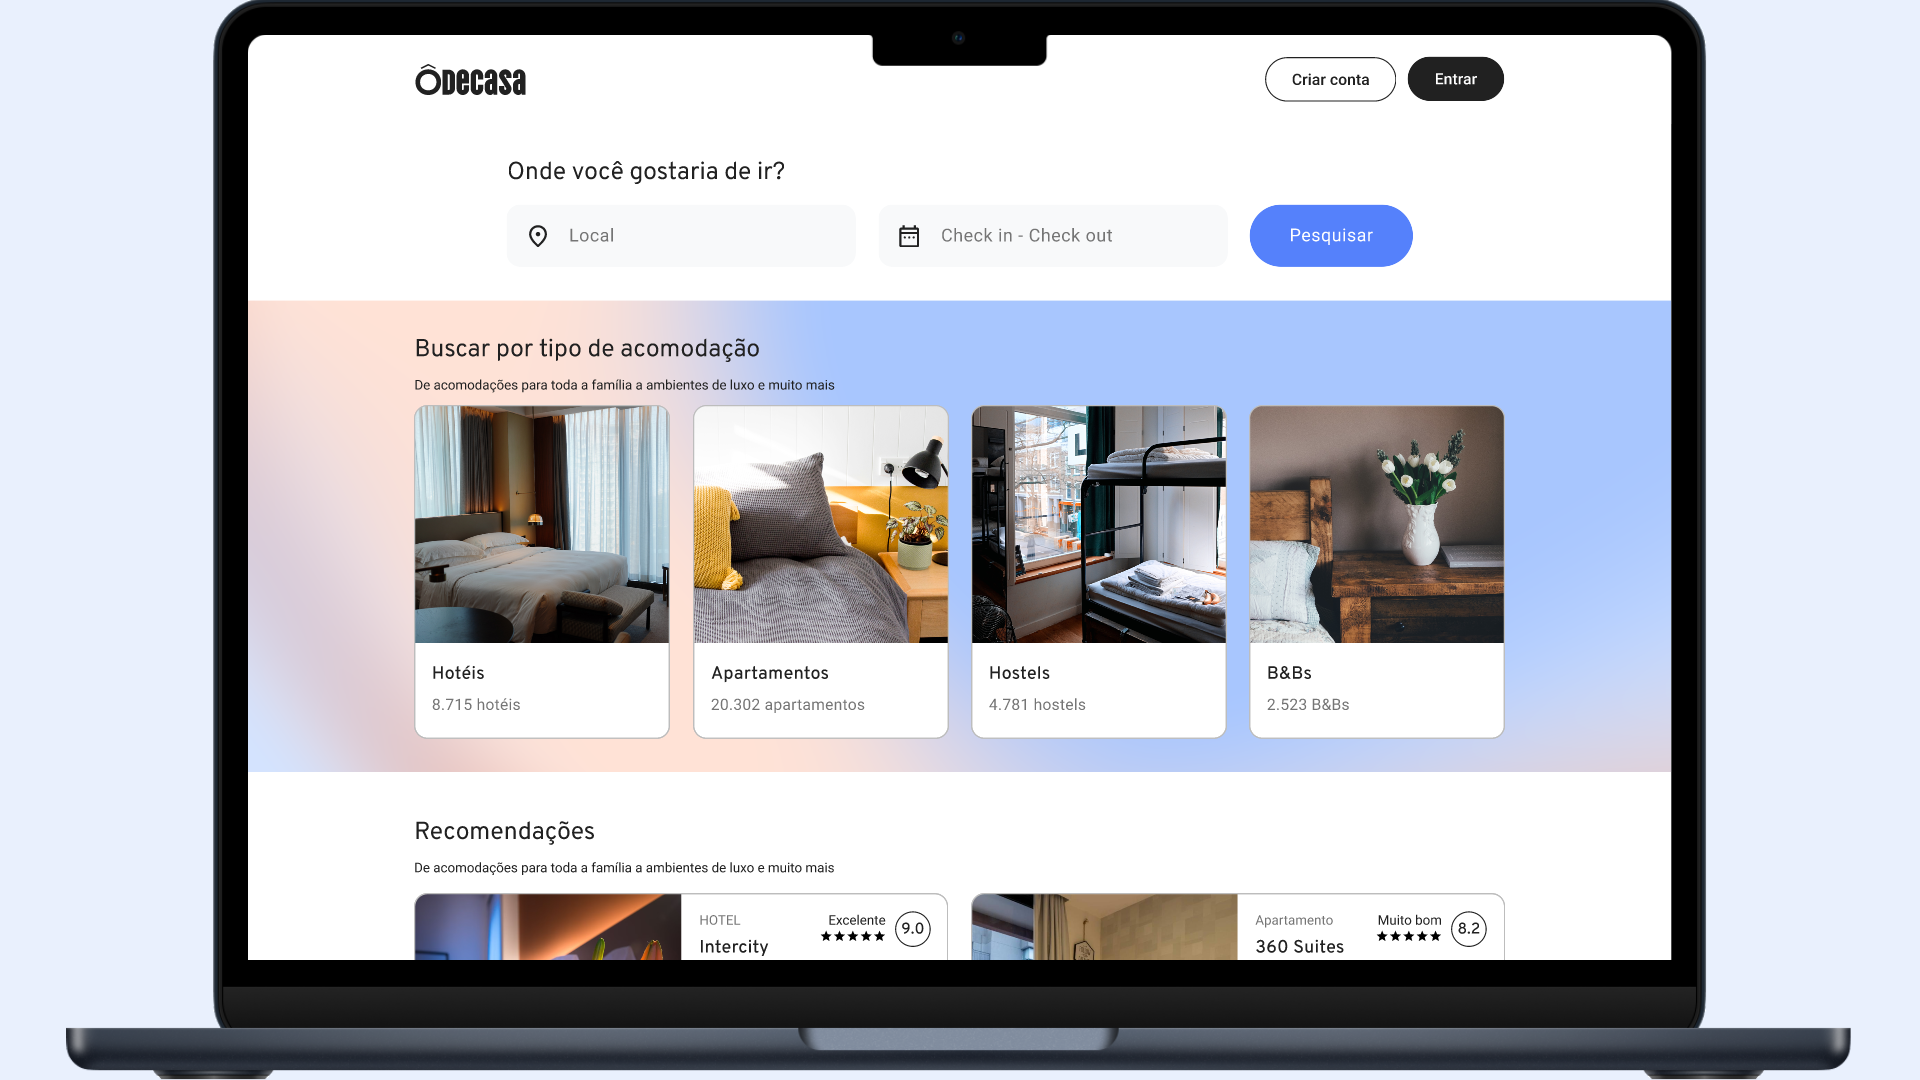 ÔDECASA
Criar conta
Entrar
Onde você gostaria de ir?
Local
Check in - Check out
Pesquisar
Buscar por tipo de acomodação
De acomodações para toda a família a ambientes de luxo e muito mais
Hotéis
8.715 hotéis
Apartamentos
20.302 apartamentos
Hostels
4.781 hostels
B&Bs
2.523 B&Bs
Recomendações
De acomodações para toda a família a ambientes de luxo e muito mais
HOTEL
Intercity
Excelente
9.0
Apartamento
360 Suites
Muito bom
8.2